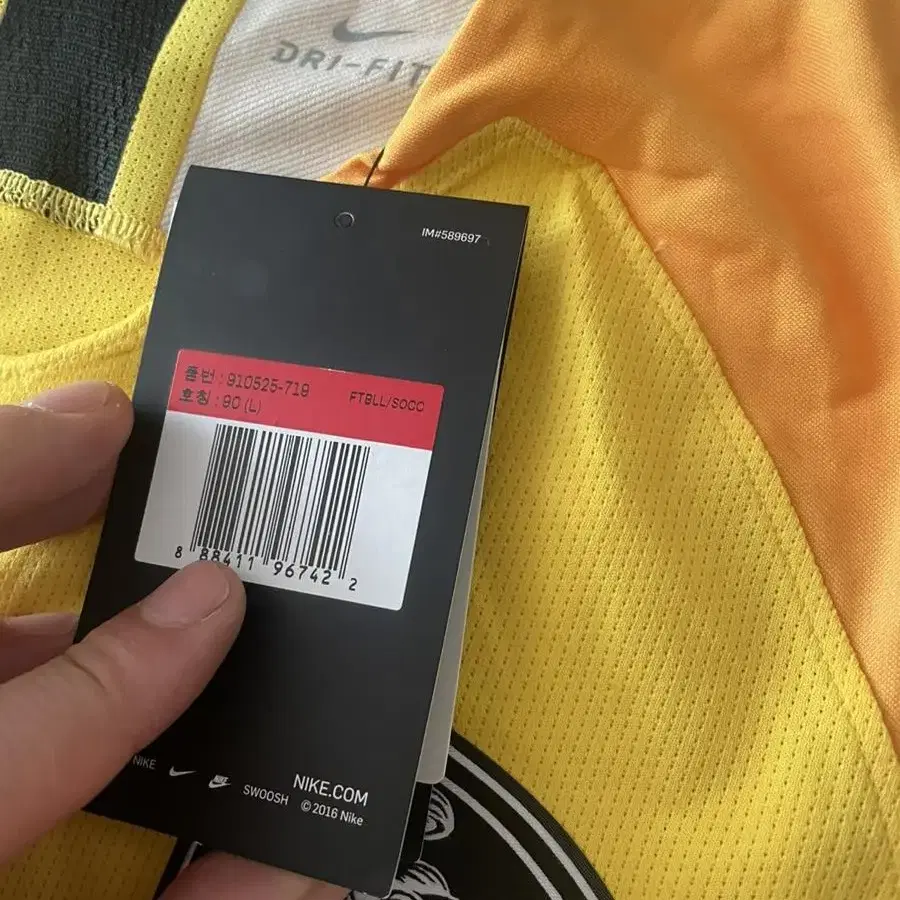 DRI-FIT
IM#589697
품번 : 910525-719
FTBLL/SOCC
호칭 : 90 (L)
8 88411 96742 2
NIKE
NIKE
SWOOSH
NIKE.COM
© 2016 Nike